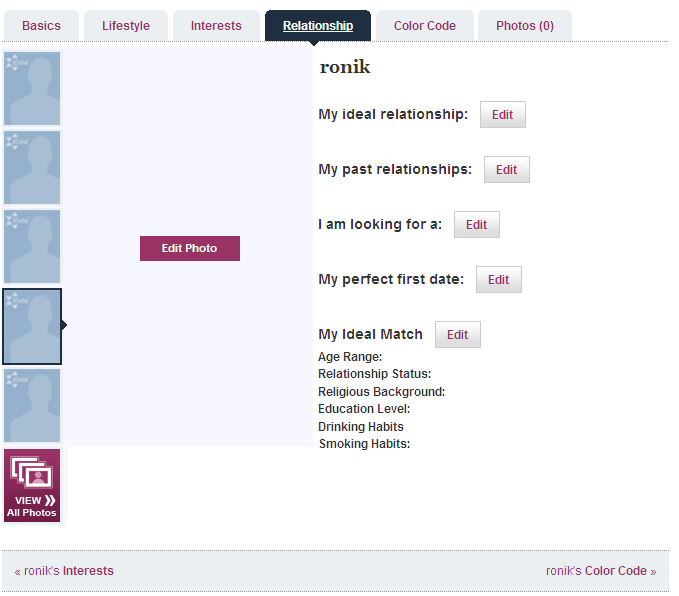 Basics Lifestyle Interests Relationship Color Code Photos (0)
ronik
My ideal relationship: Edit
My past relationships: Edit
I am looking for a: Edit
Edit Photo
My perfect first date: Edit
My Ideal Match Edit
Age Range:
Relationship Status:
Religious Background:
Education Level:
Drinking Habits
Smoking Habits:
VIEW »
All Photos
« ronik's Interests ronik's Color Code »